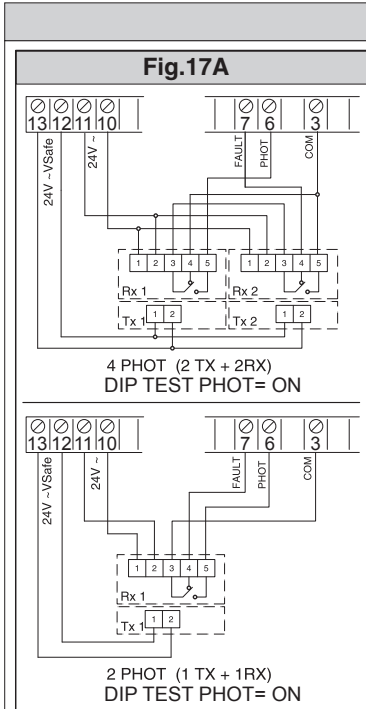 Fig.17A
13 12 11 10 7 6 3
24V ~VSafe
24V ~
FAULT
PHOT
COM
1 2 3 4 5 1 2 3 4 5
Rx 1 Rx 2
1 2 1 2
Tx 1 Tx 2
4 PHOT (2 TX + 2RX)
DIP TEST PHOT= ON
13 12 11 10 7 6 3
24V ~VSafe
24V ~
FAULT
PHOT
COM
1 2 3 4 5
Rx 1
1 2
Tx 1
2 PHOT (1 TX + 1RX)
DIP TEST PHOT= ON